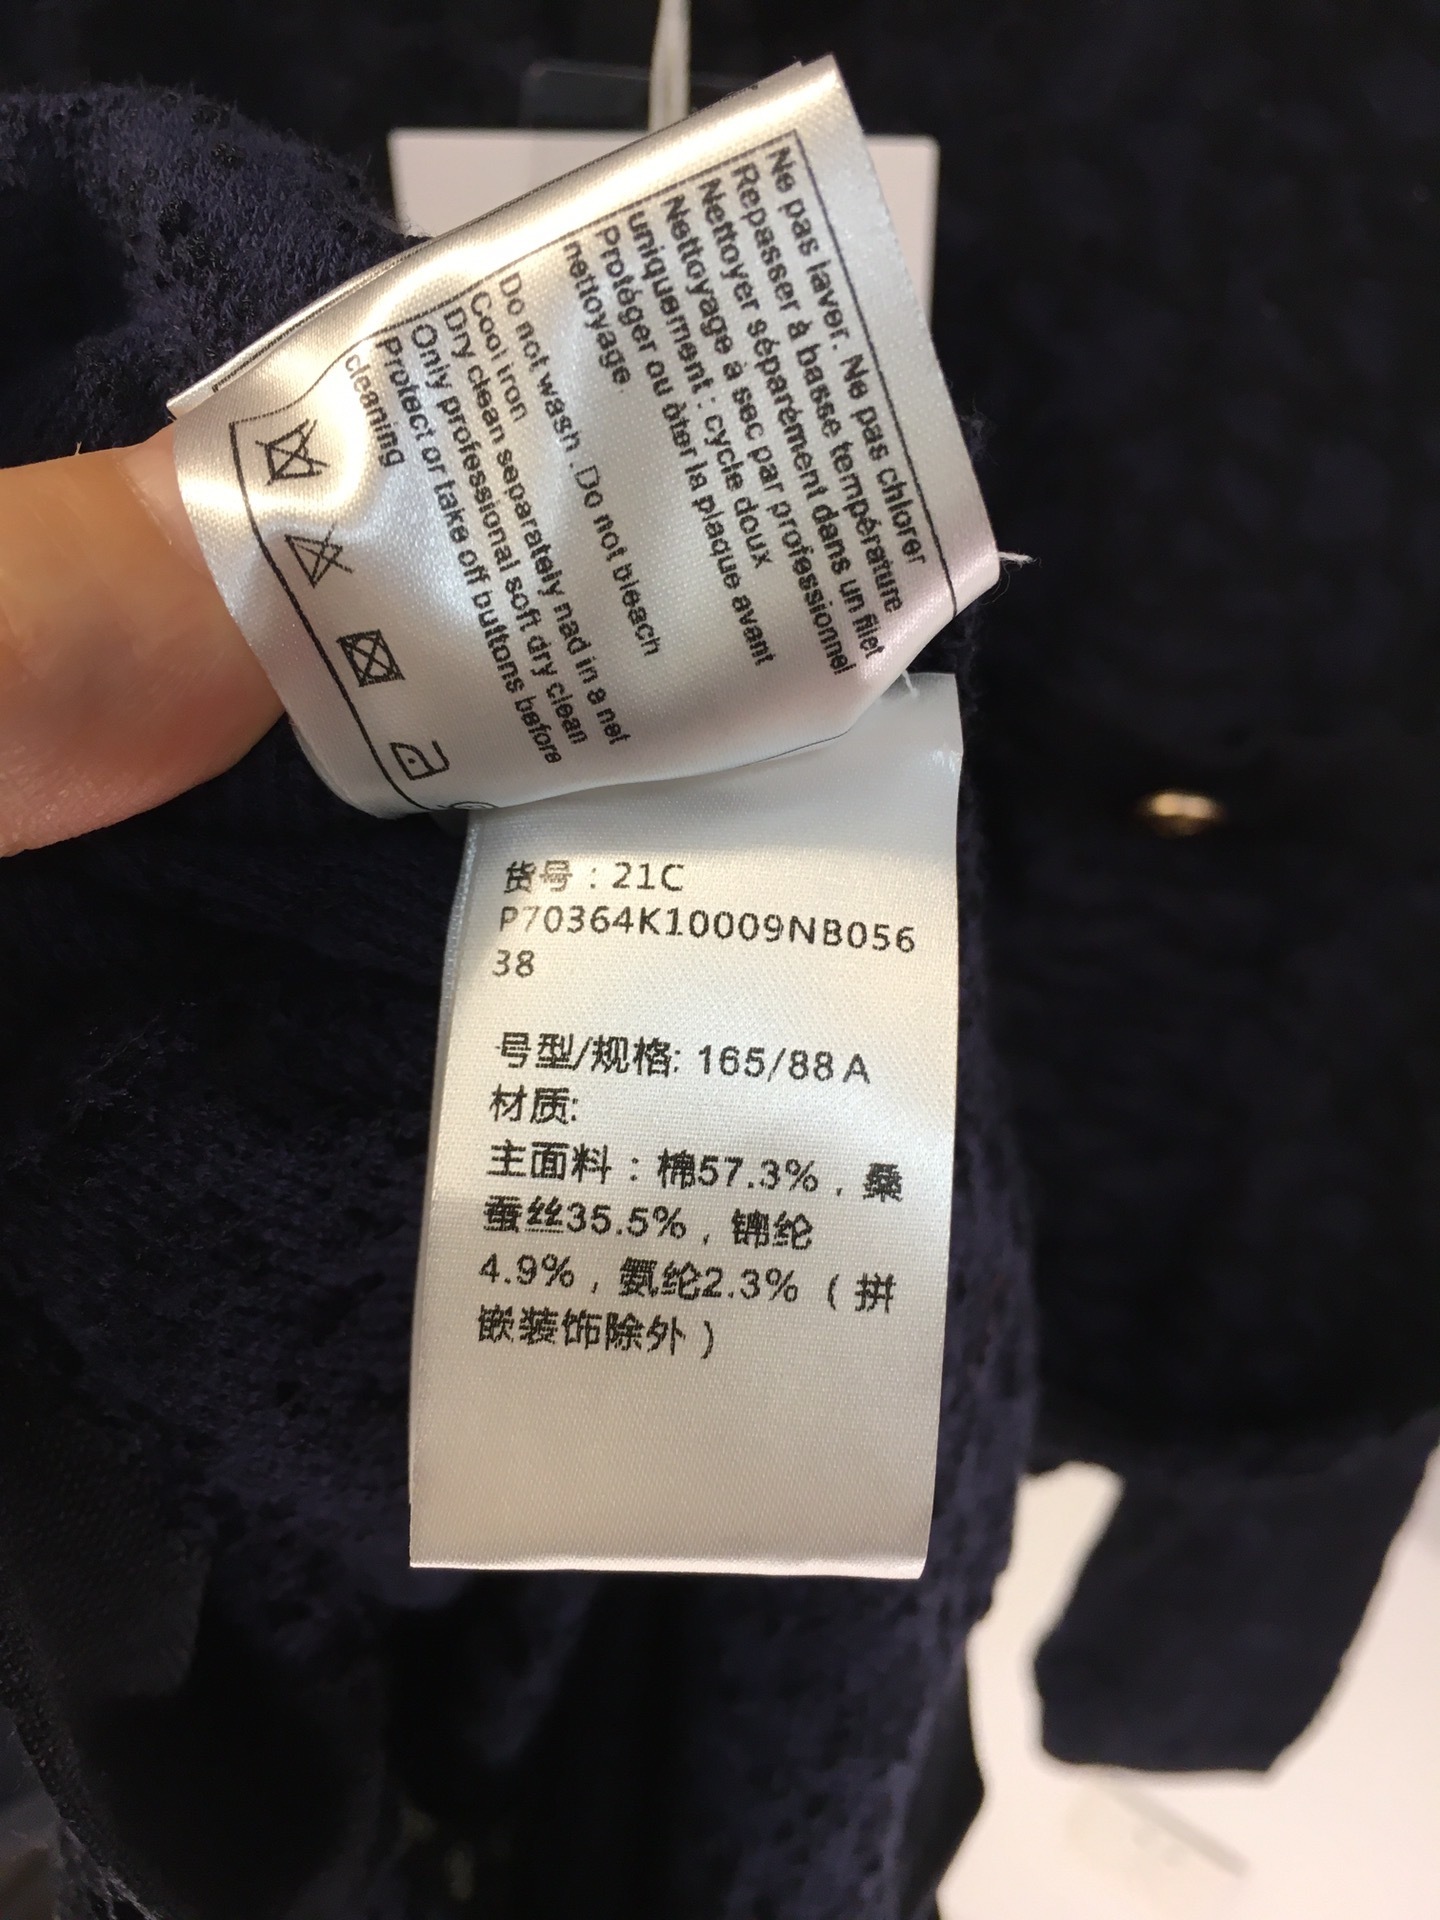 Ne pas laver. Ne pas chlorer
Repasser à basse température
Nettoyer séparément dans un filet
Nettoyage à sec par professionnel
uniquement : cycle doux
Protéger ou ôter la plaque avant
nettoyage.
Do not wash .Do not bleach
Cool iron
Dry clean separately nad in a net
Only professional soft dry clean
Protect or take off buttons before
cleaning
货号：21C
P70364K10009NB056
38
号型/规格: 165/88A
材质:
主面料：棉57.3%，桑
蚕丝35.5%，锦纶
4.9%，氨纶2.3%（拼
嵌装饰除外）